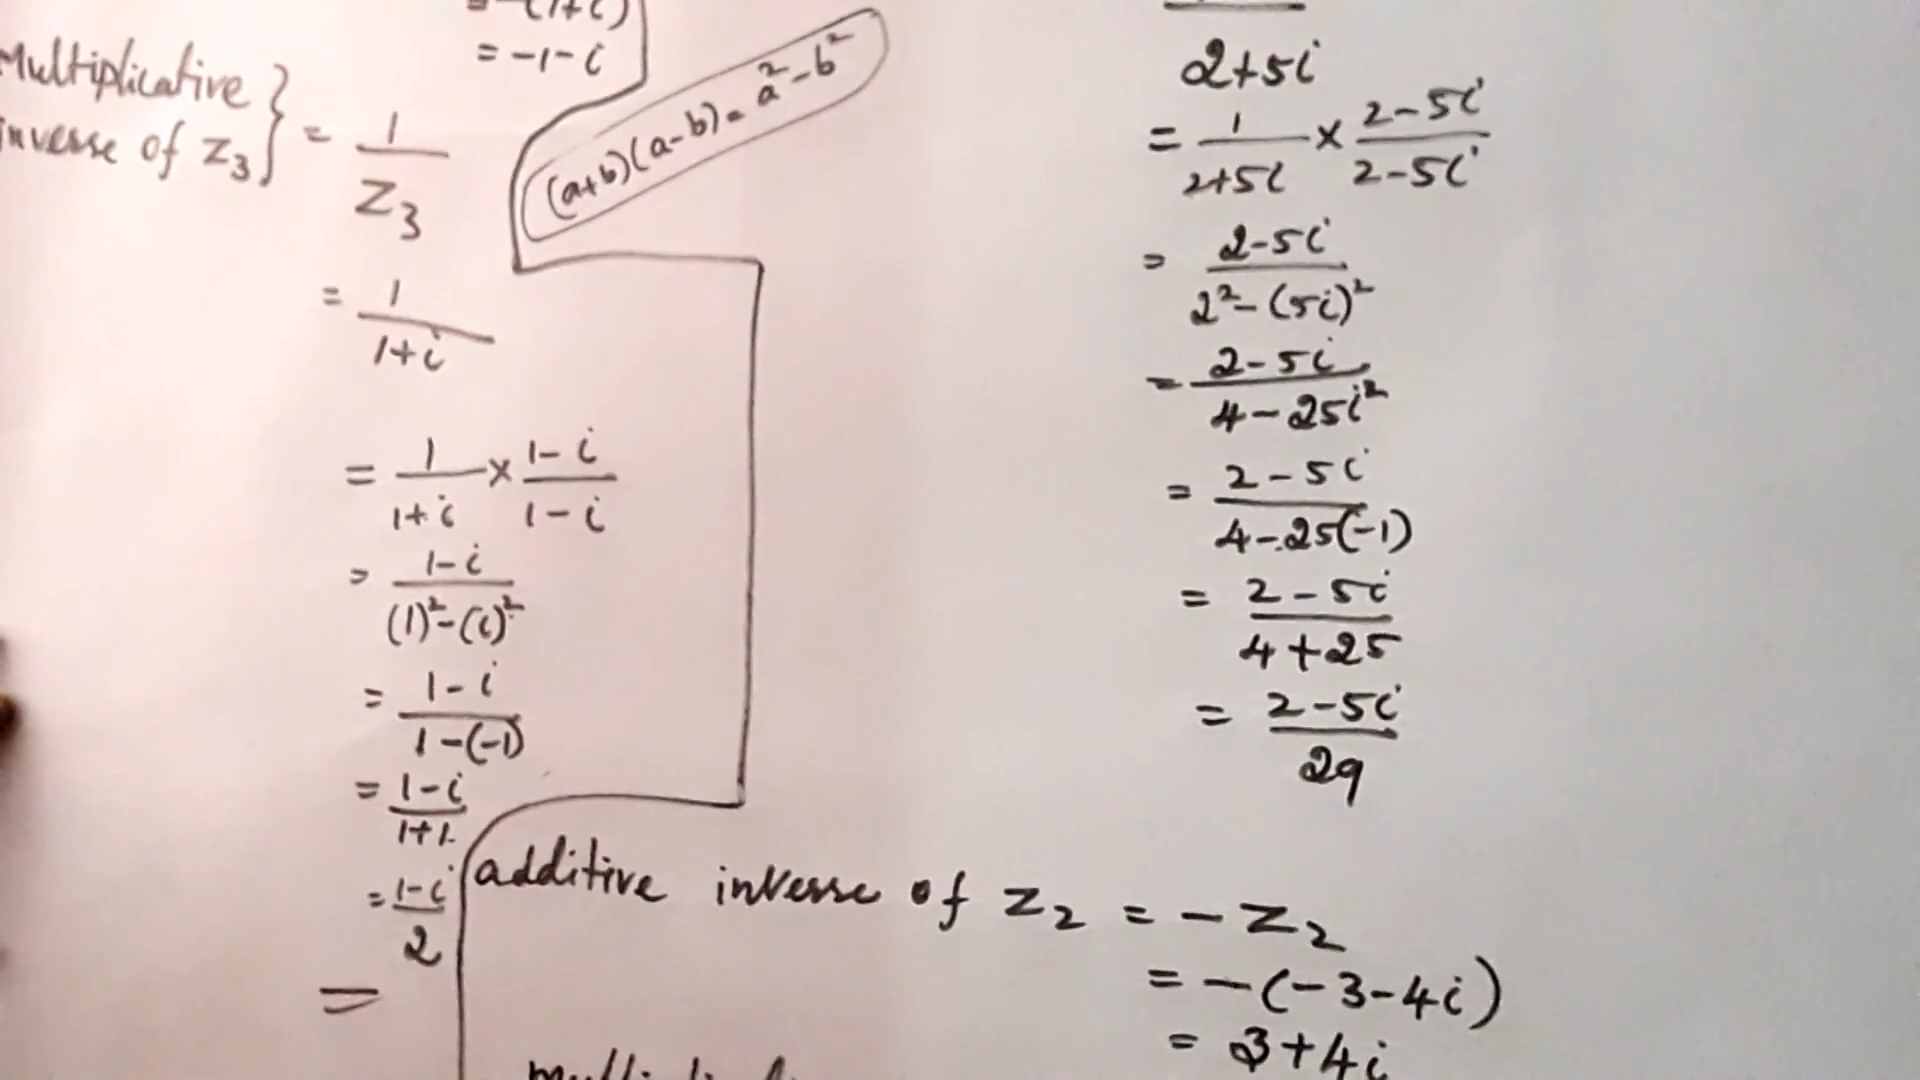 = -(1+i)
= -1-i
Multiplicative
inverse of z₃} = 1/z₃
(a+b)(a-b) = a²-b²
= 1/(1+i)
= 1/(1+i) × (1-i)/(1-i)
= (1-i)/((1)²-(i)²)
= (1-i)/(1-(-1))
= (1-i)/(1+1)
= (1-i)/2
=
2+5i
= 1/(2+5i) × (2-5i)/(2-5i)
= (2-5i)/(2²-(5i)²)
= (2-5i)/(4-25i²)
= (2-5i)/(4-25(-1))
= (2-5i)/(4+25)
= (2-5i)/29
additive inverse of z₂ = -z₂
= -(-3-4i)
= 3+4i